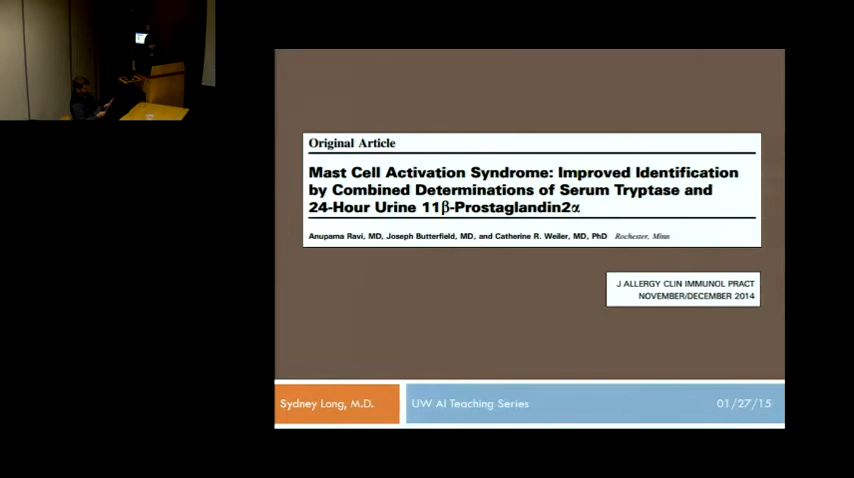 Original Article
Mast Cell Activation Syndrome: Improved Identification
by Combined Determinations of Serum Tryptase and
24-Hour Urine 11β-Prostaglandin2α
Anupama Ravi, MD, Joseph Butterfield, MD, and Catherine R. Weiler, MD, PhD Rochester, Minn
J ALLERGY CLIN IMMUNOL PRACT
NOVEMBER/DECEMBER 2014
Sydney Long, M.D.
UW AI Teaching Series
01/27/15